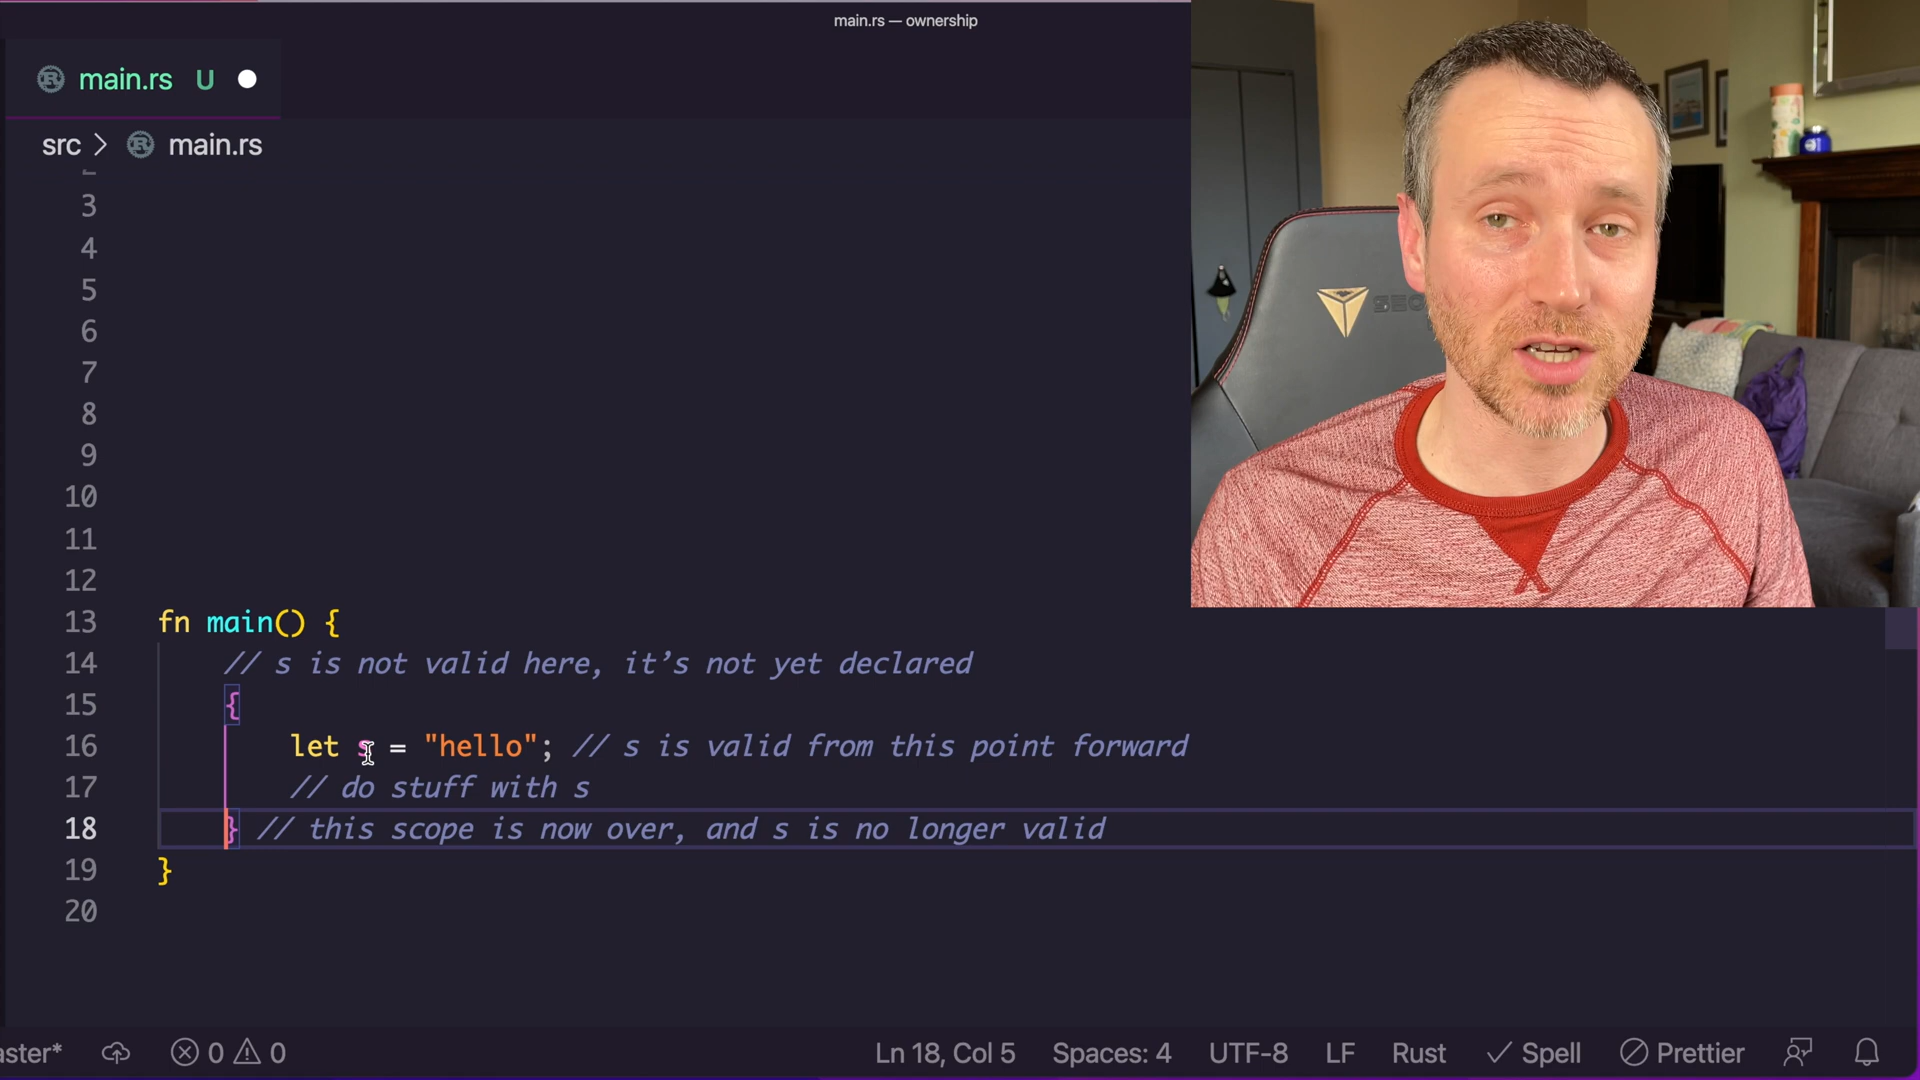 main.rs — ownership
main.rs U
src > main.rs
2
3
4
5
6
7
8
9
10
11
12
13 fn main() {
14 // s is not valid here, it’s not yet declared
15 {
16 let s = "hello"; // s is valid from this point forward
17 // do stuff with s
18 } // this scope is now over, and s is no longer valid
19 }
20
aster* 0 0 Ln 18, Col 5 Spaces: 4 UTF-8 LF Rust Spell Prettier